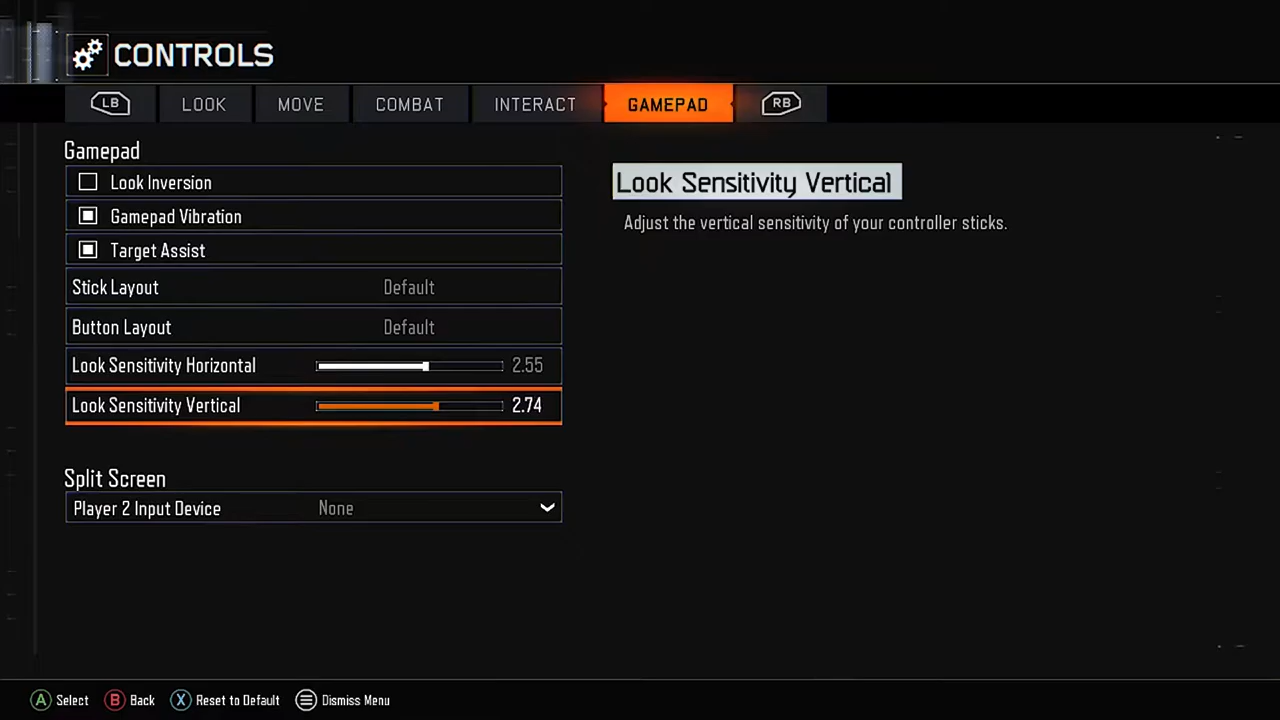 CONTROLS
LB LOOK MOVE COMBAT INTERACT GAMEPAD RB
Gamepad
Look Inversion
Look Sensitivity Vertical
Gamepad Vibration
Adjust the vertical sensitivity of your controller sticks.
Target Assist
Stick Layout Default
Button Layout Default
Look Sensitivity Horizontal 2.55
Look Sensitivity Vertical 2.74
Split Screen
Player 2 Input Device None
A Select B Back X Reset to Default Dismiss Menu